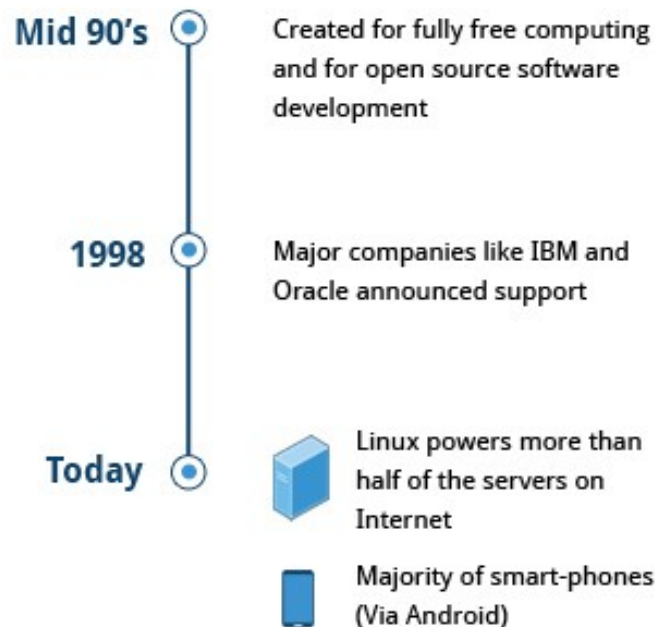 Mid 90's
Created for fully free computing
and for open source software
development
1998
Major companies like IBM and
Oracle announced support
Today
Linux powers more than
half of the servers on
Internet
Majority of smart-phones
(Via Android)